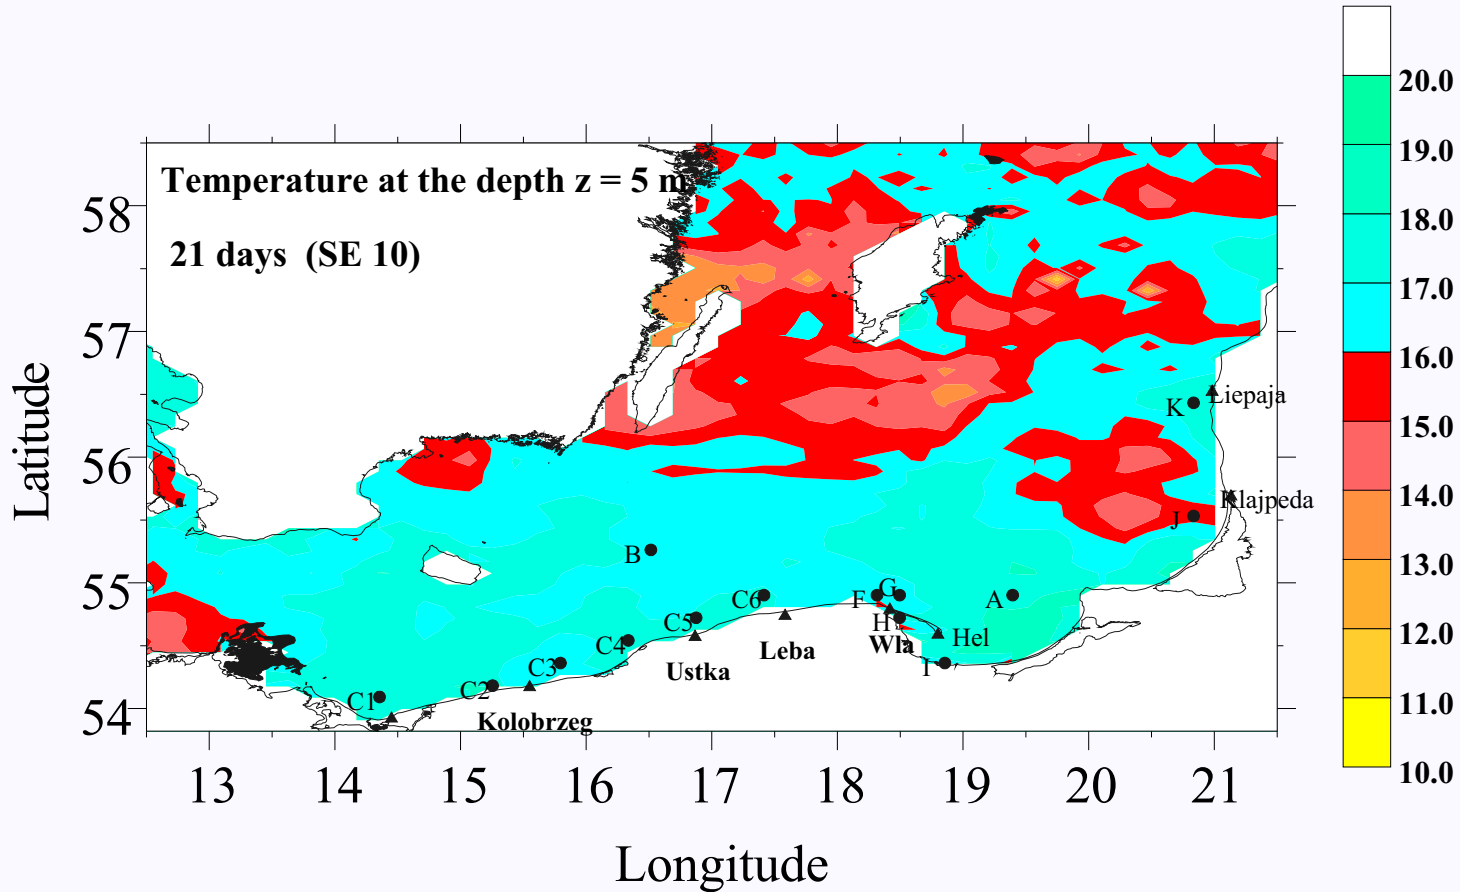 Temperature at the depth z = 5 m
21 days (SE 10)
Latitude
58
57
56
55
54
13
14
15
16
17
18
19
20
21
Longitude
20.0
19.0
18.0
17.0
16.0
15.0
14.0
13.0
12.0
11.0
10.0
K
Liepaja
Klajpeda
J
B
C6
F
G
A
C5
H
Hel
C4
Wla
Leba
C3
Ustka
I
C2
C1
Kolobrzeg